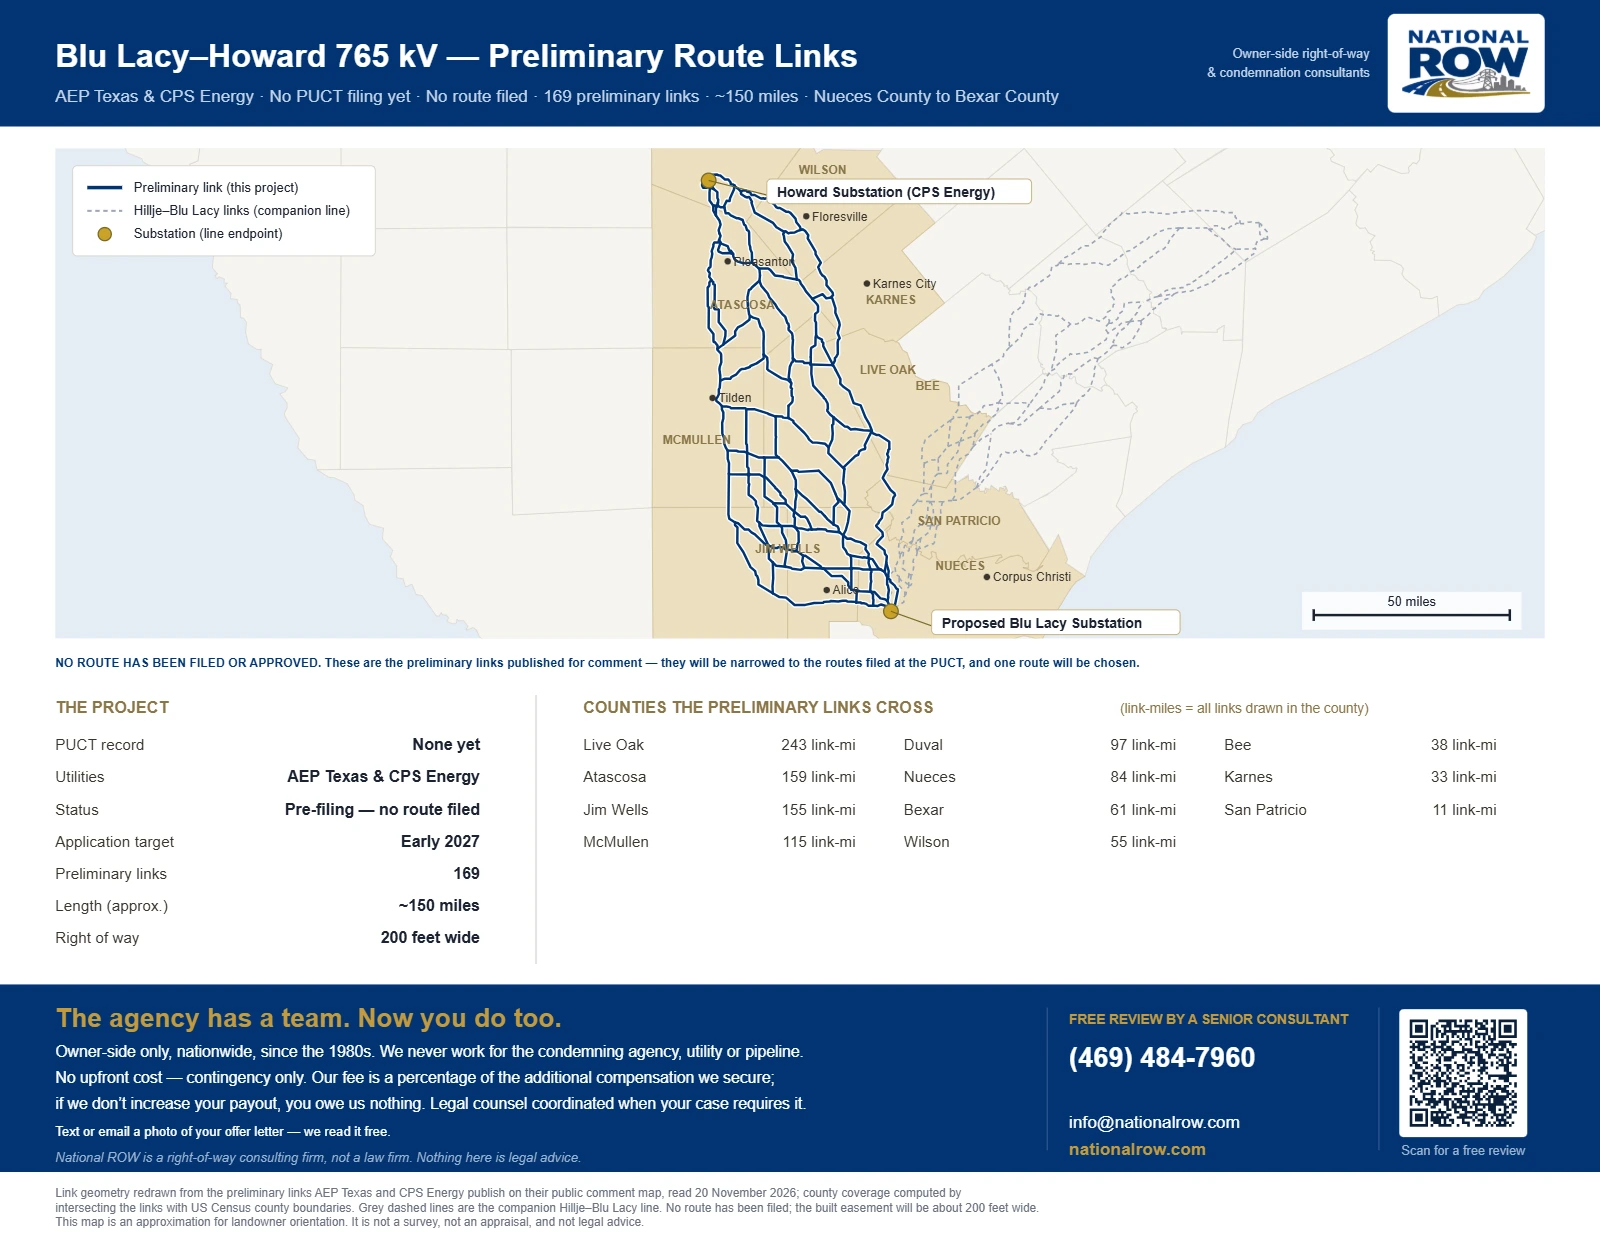 Blu Lacy–Howard 765 kV — Preliminary Route Links
AEP Texas & CPS Energy · No PUCT filing yet · No route filed · 169 preliminary links · ~150 miles · Nueces County to Bexar County
Owner-side right-of-way
& condemnation consultants
NATIONAL
ROW
Preliminary link (this project)
Hillje–Blu Lacy links (companion line)
Substation (line endpoint)
WILSON
Howard Substation (CPS Energy)
Floresville
Pleasanton
Karnes City
KARNES
ATASCOSA
LIVE OAK
BEE
Tilden
MCMULLEN
SAN PATRICIO
JIM WELLS
NUECES
Corpus Christi
Alice
50 miles
Proposed Blu Lacy Substation
NO ROUTE HAS BEEN FILED OR APPROVED. These are the preliminary links published for comment — they will be narrowed to the routes filed at the PUCT, and one route will be chosen.
THE PROJECT
PUCT record None yet
Utilities AEP Texas & CPS Energy
Status Pre-filing — no route filed
Application target Early 2027
Preliminary links 169
Length (approx.) ~150 miles
Right of way 200 feet wide
COUNTIES THE PRELIMINARY LINKS CROSS (link-miles = all links drawn in the county)
Live Oak 243 link-mi Duval 97 link-mi Bee 38 link-mi
Atascosa 159 link-mi Nueces 84 link-mi Karnes 33 link-mi
Jim Wells 155 link-mi Bexar 61 link-mi San Patricio 11 link-mi
McMullen 115 link-mi Wilson 55 link-mi
The agency has a team. Now you do too.
Owner-side only, nationwide, since the 1980s. We never work for the condemning agency, utility or pipeline.
No upfront cost — contingency only. Our fee is a percentage of the additional compensation we secure;
if we don’t increase your payout, you owe us nothing. Legal counsel coordinated when your case requires it.
Text or email a photo of your offer letter — we read it free.
National ROW is a right-of-way consulting firm, not a law firm. Nothing here is legal advice.
FREE REVIEW BY A SENIOR CONSULTANT
(469) 484-7960
info@nationalrow.com
nationalrow.com
Scan for a free review
Link geometry redrawn from the preliminary links AEP Texas and CPS Energy publish on their public comment map, read 20 November 2026; county coverage computed by
intersecting the links with US Census county boundaries. Grey dashed lines are the companion Hillje–Blu Lacy line. No route has been filed; the built easement will be about 200 feet wide.
This map is an approximation for landowner orientation. It is not a survey, not an appraisal, and not legal advice.